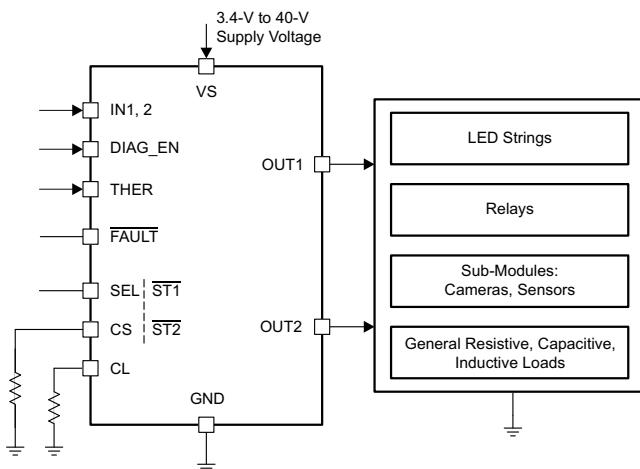 3.4-V to 40-V
Supply Voltage
VS
IN1, 2
DIAG_EN
THER
FAULT
SEL ST1
CS ST2
CL
GND
OUT1
OUT2
LED Strings
Relays
Sub-Modules:
Cameras, Sensors
General Resistive, Capacitive,
Inductive Loads